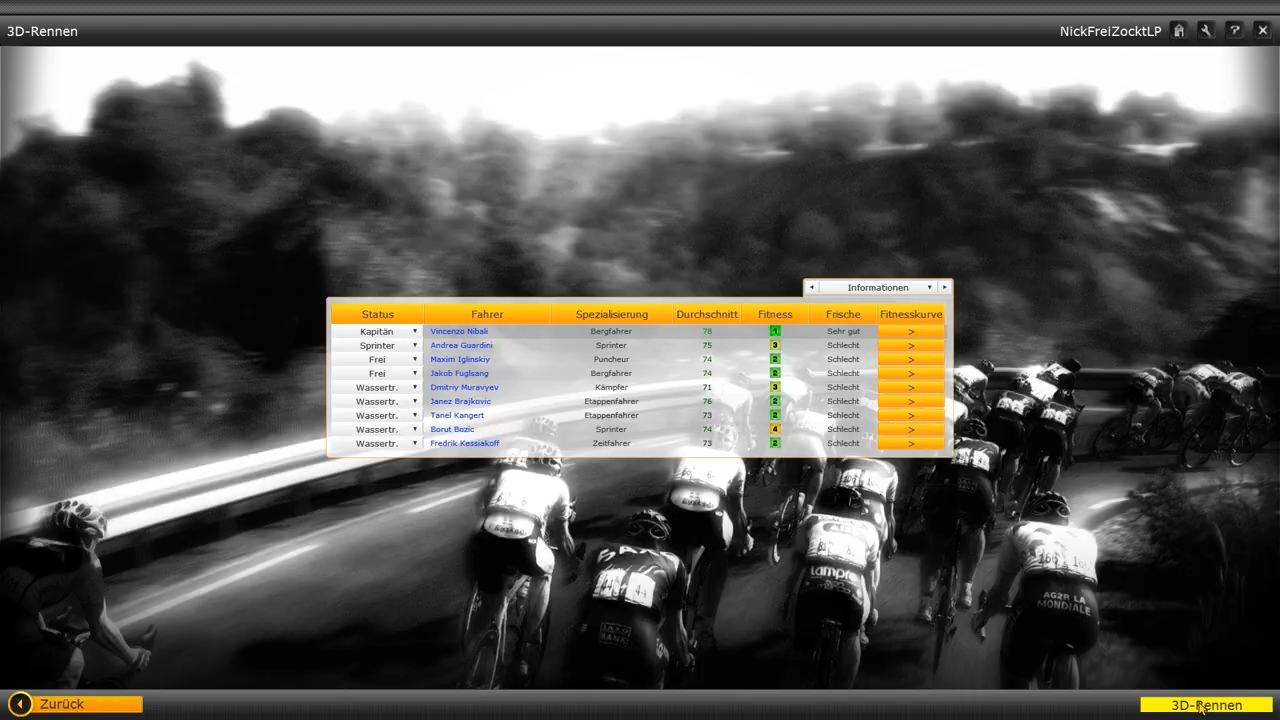 3D-Rennen
NickFreiZocktLP
?
Informationen
Status Fahrer Spezialisierung Durchschnitt Fitness Frische Fitnesskurve
Kapitän Vincenzo Nibali Bergfahrer 78 1 Sehr gut >
Sprinter Andrea Guardini Sprinter 75 3 Schlecht >
Frei Maxim Iglinskiy Puncheur 74 2 Schlecht >
Frei Jakob Fuglsang Bergfahrer 74 2 Schlecht >
Wassertr. Dmitriy Muravyev Kämpfer 71 3 Schlecht >
Wassertr. Janez Brajkovic Etappenfahrer 76 2 Schlecht >
Wassertr. Tanel Kangert Etappenfahrer 73 2 Schlecht >
Wassertr. Borut Bozic Sprinter 74 4 Schlecht >
Wassertr. Fredrik Kessiakoff Zeitfahrer 73 2 Schlecht >
SAXO
BANK
lampre
AG2R LA
MONDIALE
Zurück
3D-Rennen